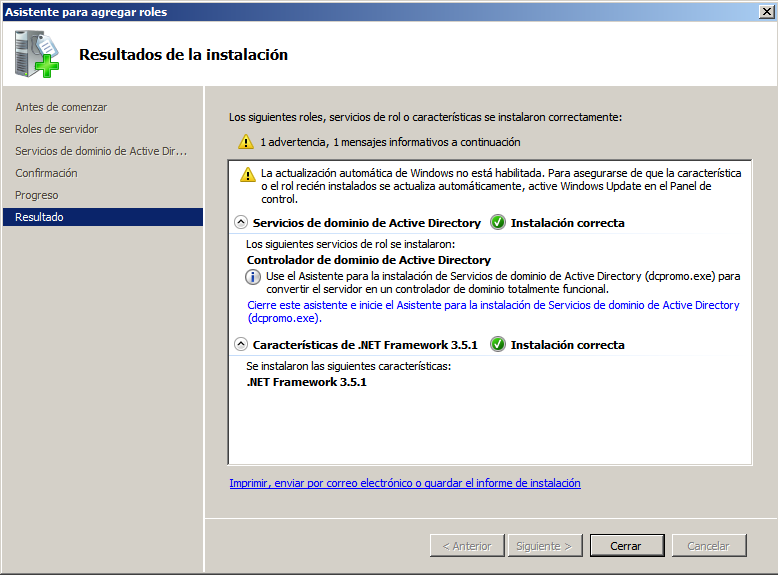 Asistente para agregar roles
Resultados de la instalación
Antes de comenzar
Roles de servidor
Servicios de dominio de Active Dir...
Confirmación
Progreso
Resultado
Los siguientes roles, servicios de rol o características se instalaron correctamente:
1 advertencia, 1 mensajes informativos a continuación
La actualización automática de Windows no está habilitada. Para asegurarse de que la característica
o el rol recién instalados se actualiza automáticamente, active Windows Update en el Panel de
control.
Servicios de dominio de Active Directory Instalación correcta
Los siguientes servicios de rol se instalaron:
Controlador de dominio de Active Directory
Use el Asistente para la instalación de Servicios de dominio de Active Directory (dcpromo.exe) para
convertir el servidor en un controlador de dominio totalmente funcional.
Cierre este asistente e inicie el Asistente para la instalación de Servicios de dominio de Active Directory
(dcpromo.exe).
Características de .NET Framework 3.5.1 Instalación correcta
Se instalaron las siguientes características:
.NET Framework 3.5.1
Imprimir, enviar por correo electrónico o guardar el informe de instalación
< Anterior Siguiente > Cerrar Cancelar